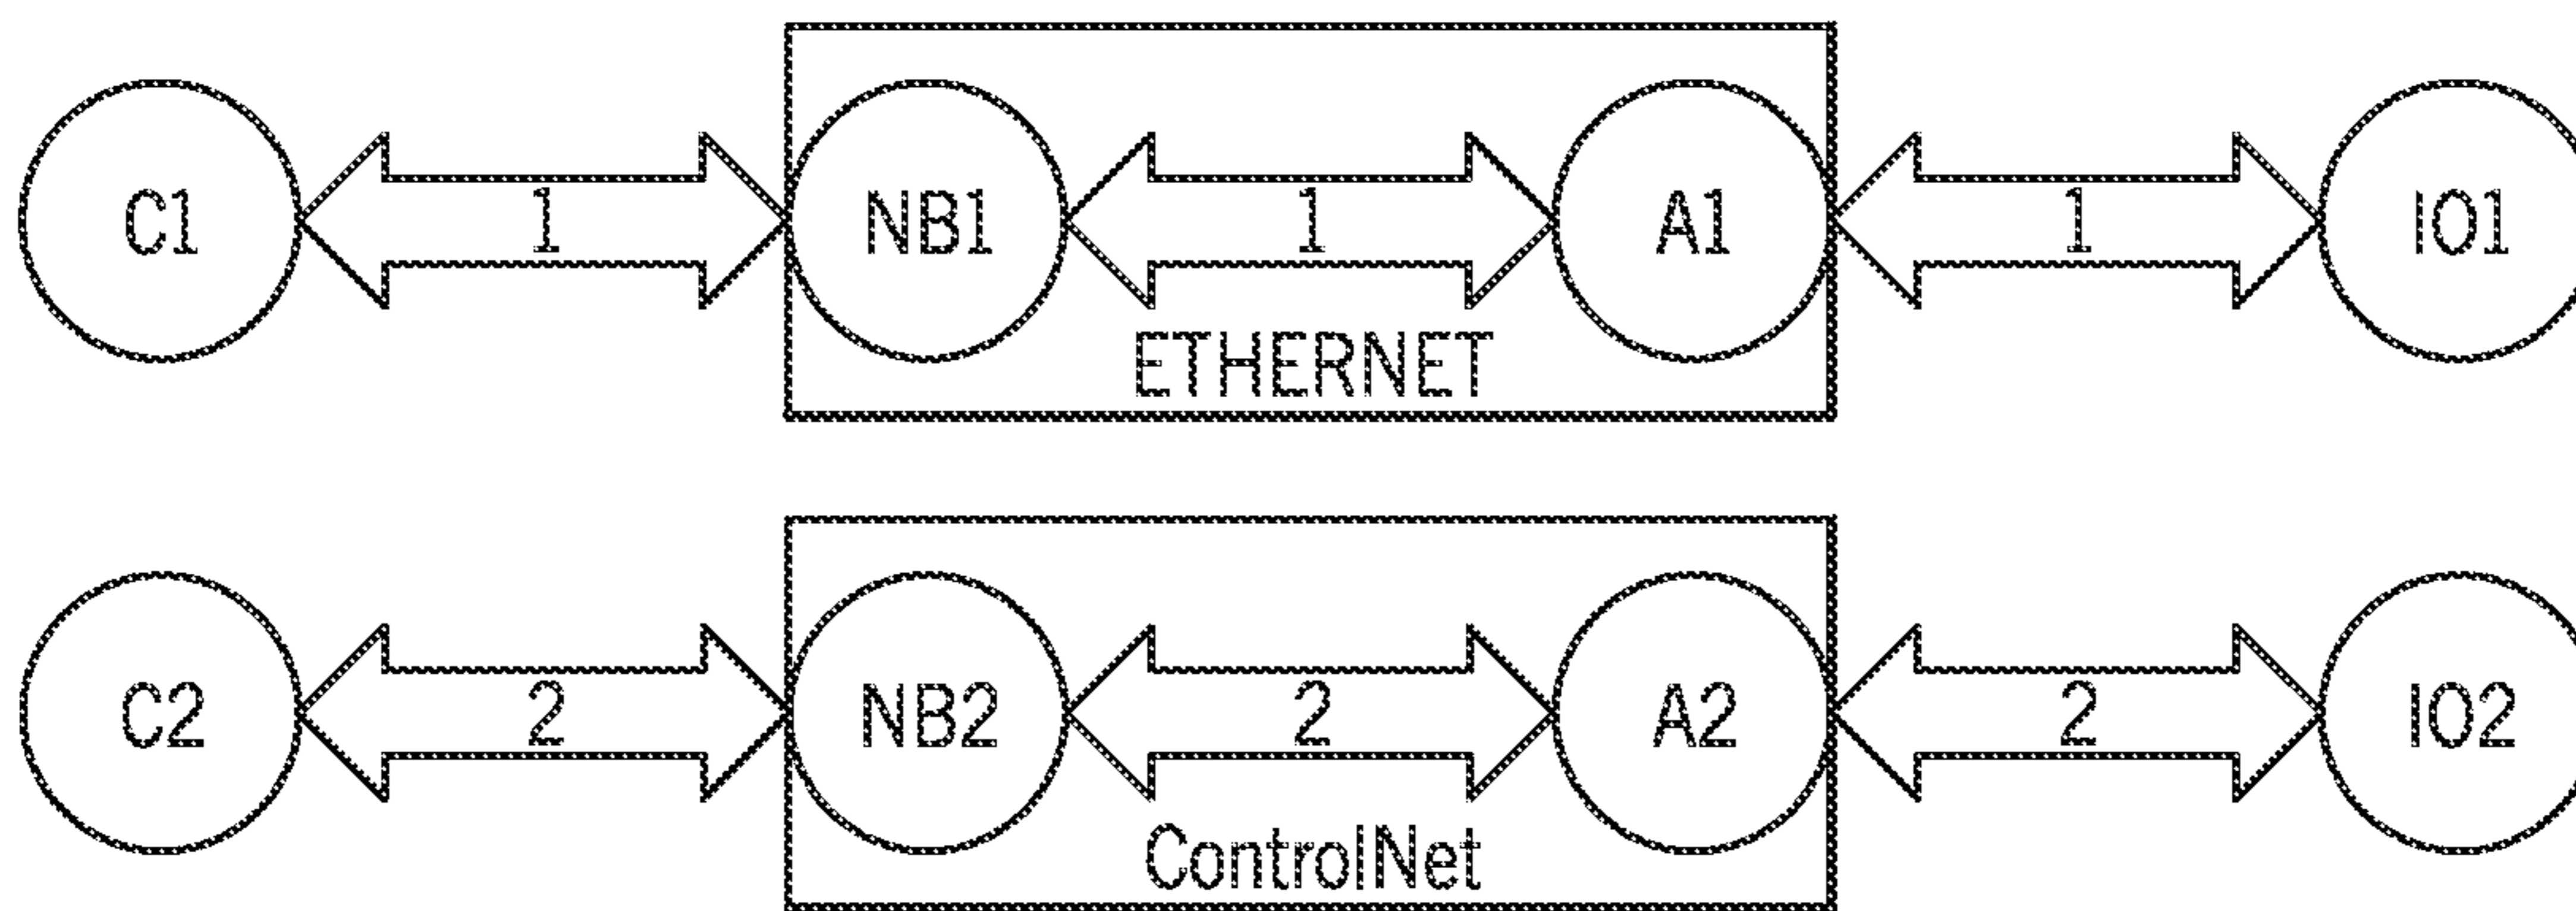 C1 1 NB1 1 A1 1 IO1
ETHERNET
C2 2 NB2 2 A2 2 IO2
ControlNet